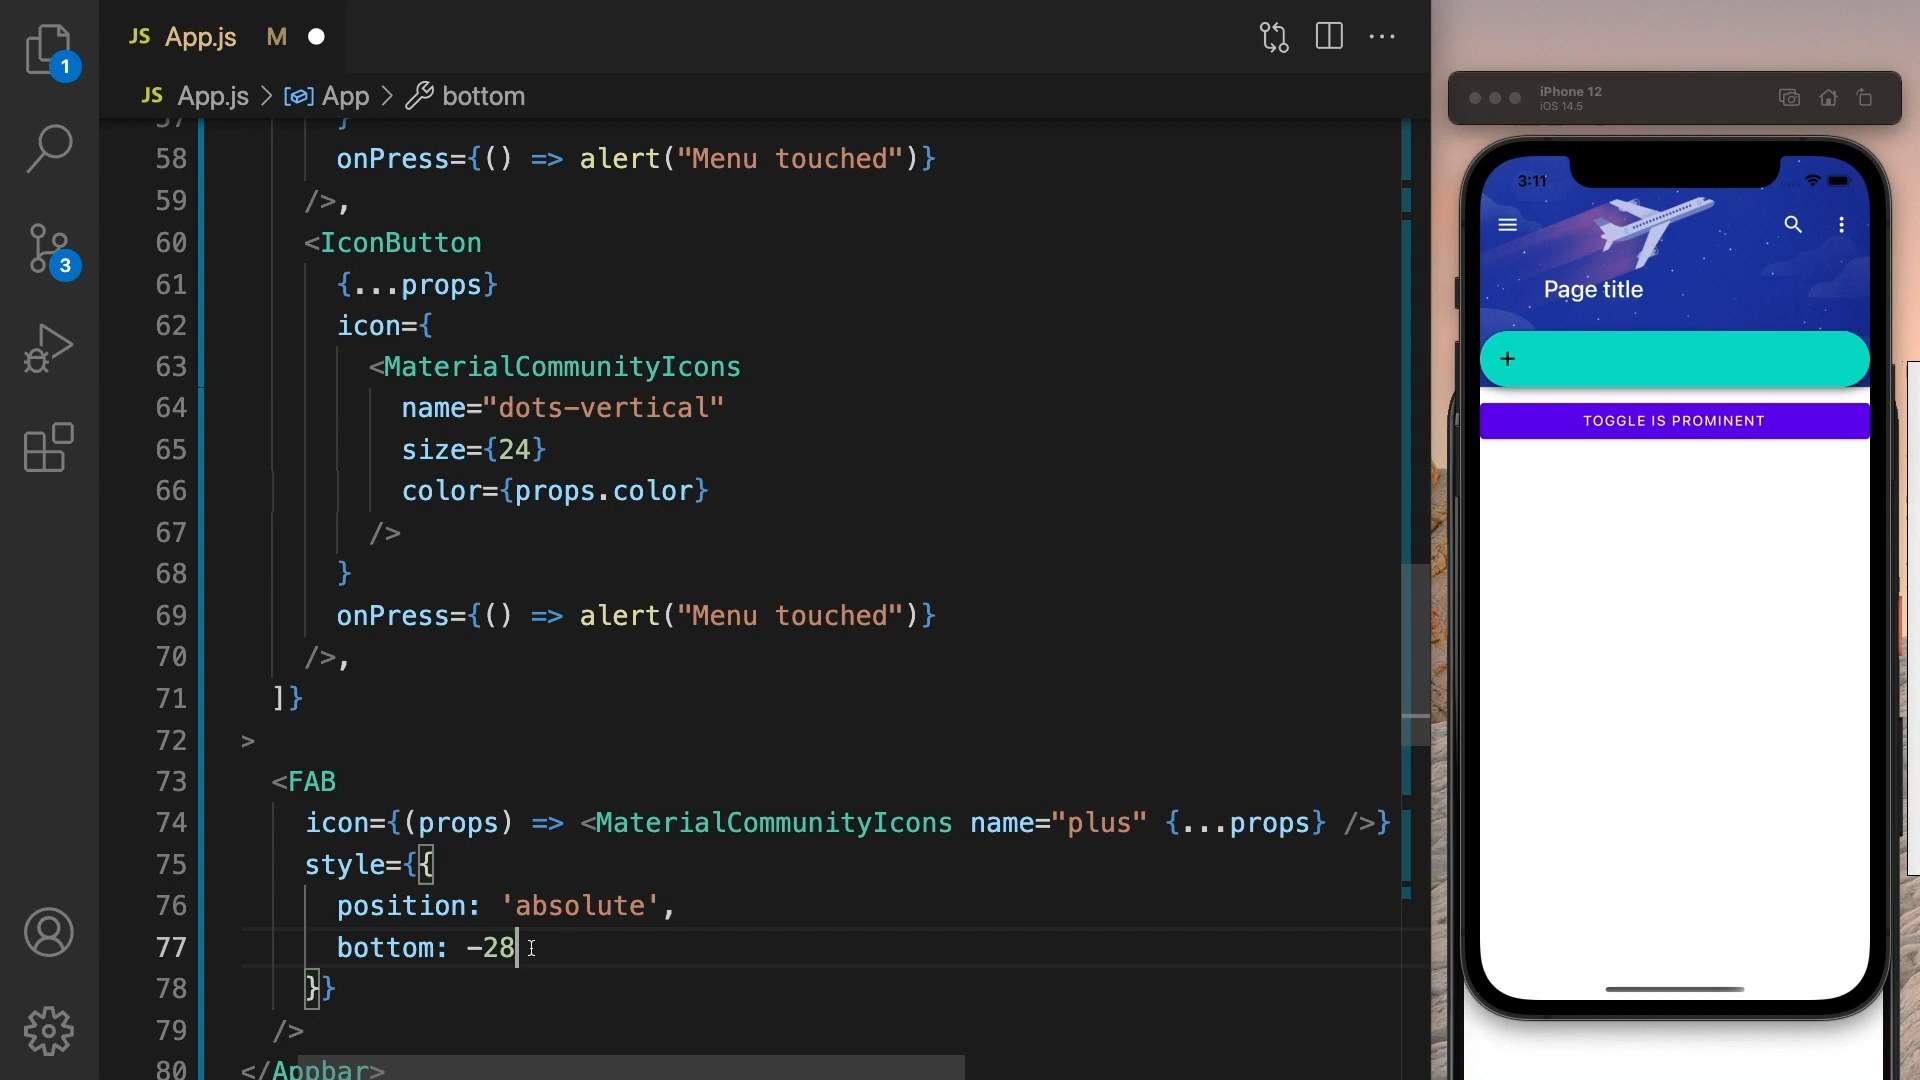 JS App.js M
JS App.js > App > bottom
57 }
58 onPress={() => alert("Menu touched")}
59 />,
60 <IconButton
61 {...props}
62 icon={
63 <MaterialCommunityIcons
64 name="dots-vertical"
65 size={24}
66 color={props.color}
67 />
68 }
69 onPress={() => alert("Menu touched")}
70 />,
71 ]}
72 >
73 <FAB
74 icon={(props) => <MaterialCommunityIcons name="plus" {...props} />}
75 style={{
76 position: 'absolute',
77 bottom: -28
78 }}
79 />
80 </Appbar>
1
3
iPhone 12
iOS 14.5
3:11
Page title
TOGGLE IS PROMINENT